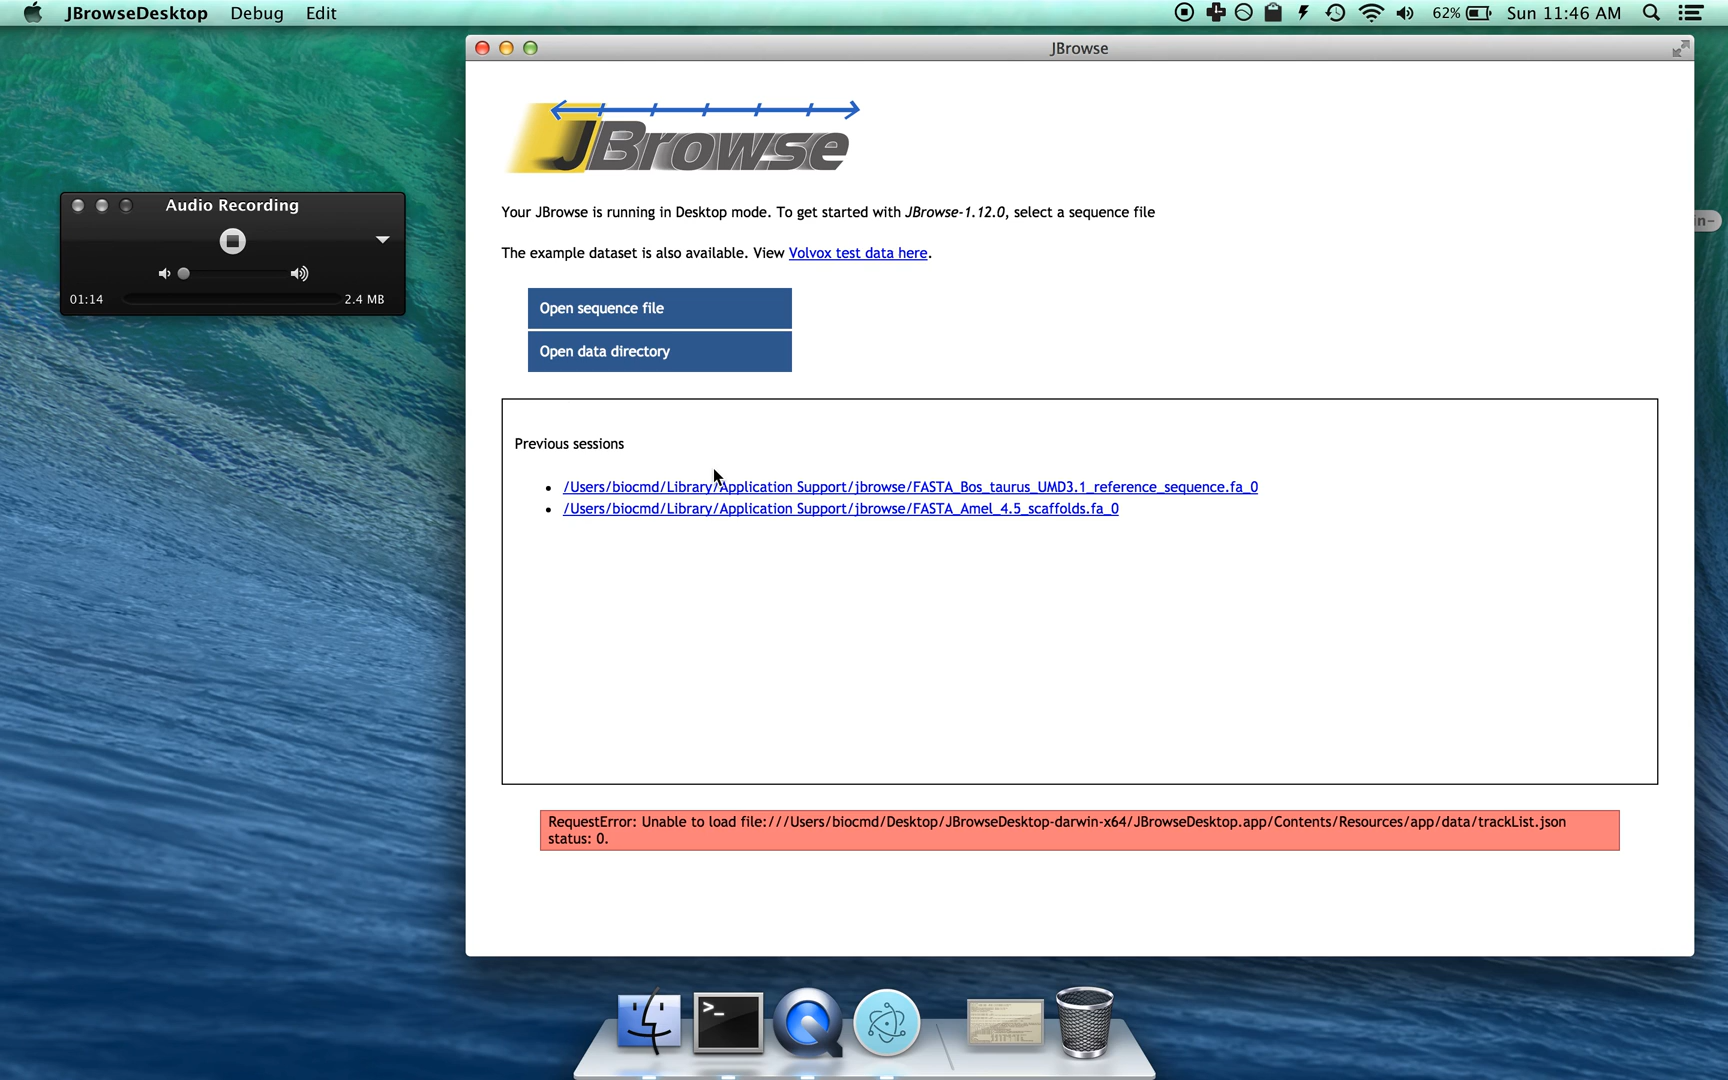 JBrowseDesktop Debug Edit
62% Sun 11:46 AM
JBrowse
JBrowse
Audio Recording
01:14 2.4 MB
Your JBrowse is running in Desktop mode. To get started with JBrowse-1.12.0, select a sequence file
in-
The example dataset is also available. View Volvox test data here.
Open sequence file
Open data directory
Previous sessions
/Users/biocmd/Library/Application Support/jbrowse/FASTA_Bos_taurus_UMD3.1_reference_sequence.fa_0
/Users/biocmd/Library/Application Support/jbrowse/FASTA_Amel_4.5_scaffolds.fa_0
RequestError: Unable to load file:///Users/biocmd/Desktop/JBrowseDesktop-darwin-x64/JBrowseDesktop.app/Contents/Resources/app/data/trackList.json
status: 0.
>_